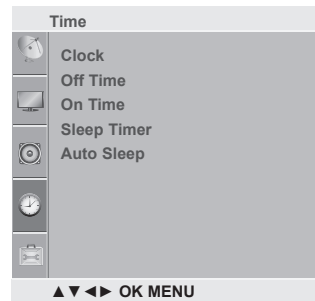 Time
Clock
Off Time
On Time
Sleep Timer
Auto Sleep
▲▼◄► OK MENU